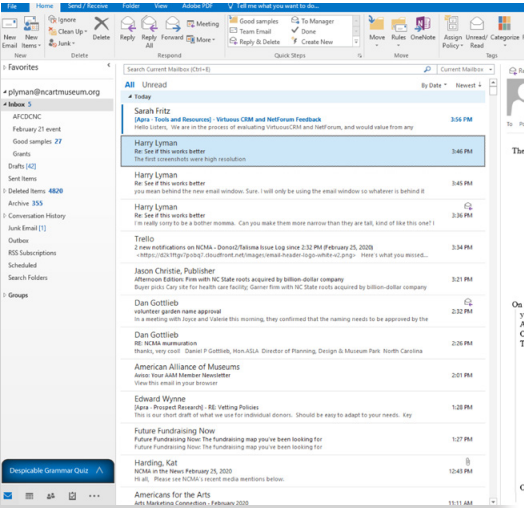 File Home Send / Receive Folder View Adobe PDF Tell me what you want to do...
New Email
New Items
Ignore
Clean Up
Junk
Delete
Reply
Reply All
Forward
Meeting
More
Good samples
Team Email
Reply & Delete
To Manager
Done
Create New
Move
Rules
OneNote
Assign Policy
Unread/ Read
Categorize
New Delete Respond Quick Steps Move Tags
Favorites
Search Current Mailbox (Ctrl+E) Current Mailbox
plyman@ncartmuseum.org
Inbox 5
AFCDCNC
February 21 event
Good samples 27
Grants
Drafts [42]
Sent Items
Deleted Items 4820
Archive 355
Conversation History
Junk Email [1]
Outbox
RSS Subscriptions
Scheduled
Search Folders
Groups
Despicable Grammar Quiz
All Unread By Date Newest
Today
Sarah Fritz
[Apra - Tools and Resources] - Virtuous CRM and NetForum Feedback 3:56 PM
Hello Listers, We are in the process of evaluating VirtuousCRM and NetForum, and would value from any
Harry Lyman
Re: See if this works better 3:46 PM
The first screenshots were high resolution
Harry Lyman
Re: See if this works better 3:45 PM
you mean behind the new email window. Sure. I will only be using the email window so whatever is behind it
Harry Lyman
Re: See if this works better 3:36 PM
I'm really sorry to be a bother momma. Can you make them more narrow than they are tall, kind of like this one? I
Trello
2 new notifications on NCMA - Donor2/Talisma Issue Log since 2:32 PM (February 25, 2020) 3:34 PM
Here's what you missed...
Jason Christie, Publisher
Afternoon Edition: Firm with NC State roots acquired by billion-dollar company 3:21 PM
Buyer picks Cary site for health care facility; Garner firm with NC State roots acquired by billion-dollar company
Dan Gottlieb
volunteer garden name approval 2:32 PM
In a meeting with Joyce and Valerie this morning, they confirmed that the naming needs to be approved by the
Dan Gottlieb
RE: NCMA murmuration 2:26 PM
thanks, very cool! Daniel P Gottlieb, Hon.ASLA Director of Planning, Design & Museum Park North Carolina
American Alliance of Museums
Aviso: Your AAM Member Newsletter 2:01 PM
View this email in your browser
Edward Wynne
[Apra - Prospect Research] - RE: Vetting Policies 1:28 PM
This is our short draft of what we use for individual donors. Should be easy to adapt to your needs. Key
Future Fundraising Now
Future Fundraising Now: The fundraising map you've been looking for 1:27 PM
Future Fundraising Now: The fundraising map you've been looking for
Harding, Kat
NCMA in the News February 25, 2020 12:43 PM
Hi all, Please see NCMA's recent media mentions below.
Americans for the Arts
Arts Marketing Connection - February 2020 11:11 AM
To
The
On